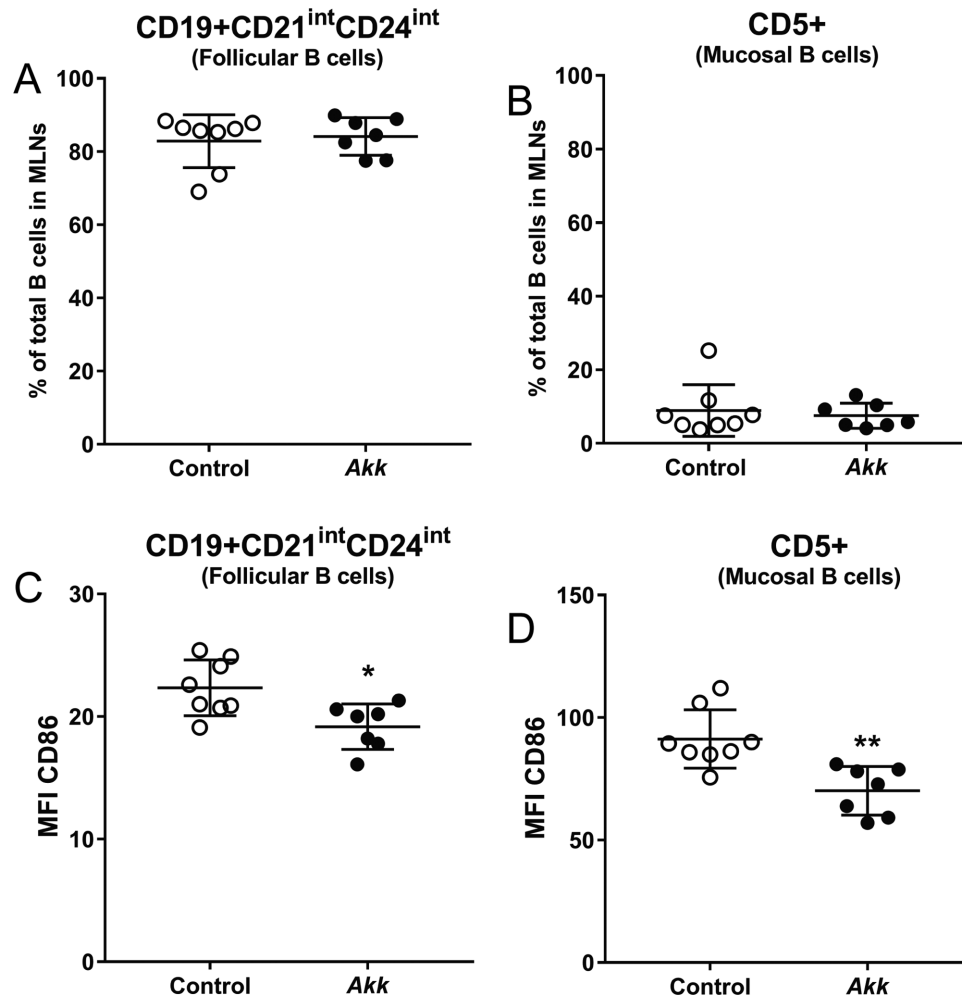 A
CD19+CD21intCD24int
(Follicular B cells)
% of total B cells in MLNs
100
80
60
40
20
0
Control
Akk
B
CD5+
(Mucosal B cells)
% of total B cells in MLNs
100
80
60
40
20
0
Control
Akk
C
CD19+CD21intCD24int
(Follicular B cells)
MFI CD86
30
20
10
0
*
Control
Akk
D
CD5+
(Mucosal B cells)
MFI CD86
150
100
50
0
**
Control
Akk